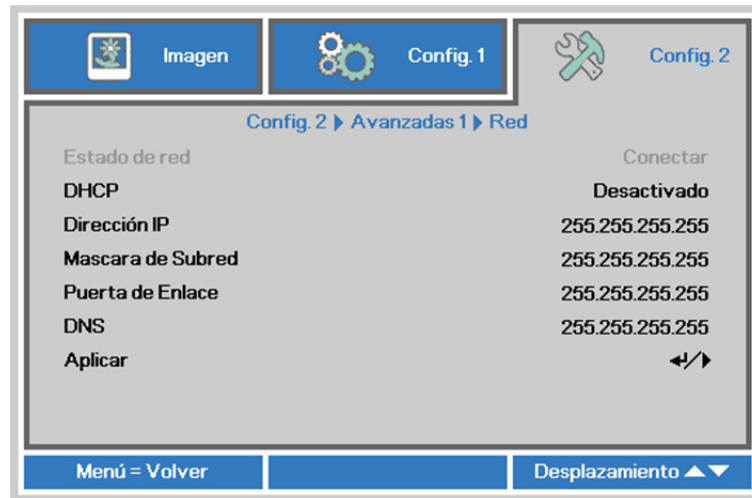 Imagen Config. 1 Config. 2
Config. 2 ▶ Avanzadas 1 ▶ Red
Estado de red Conectar
DHCP Desactivado
Dirección IP 255.255.255.255
Mascara de Subred 255.255.255.255
Puerta de Enlace 255.255.255.255
DNS 255.255.255.255
Aplicar ↵/▶
Menú = Volver Desplazamiento ▲▼